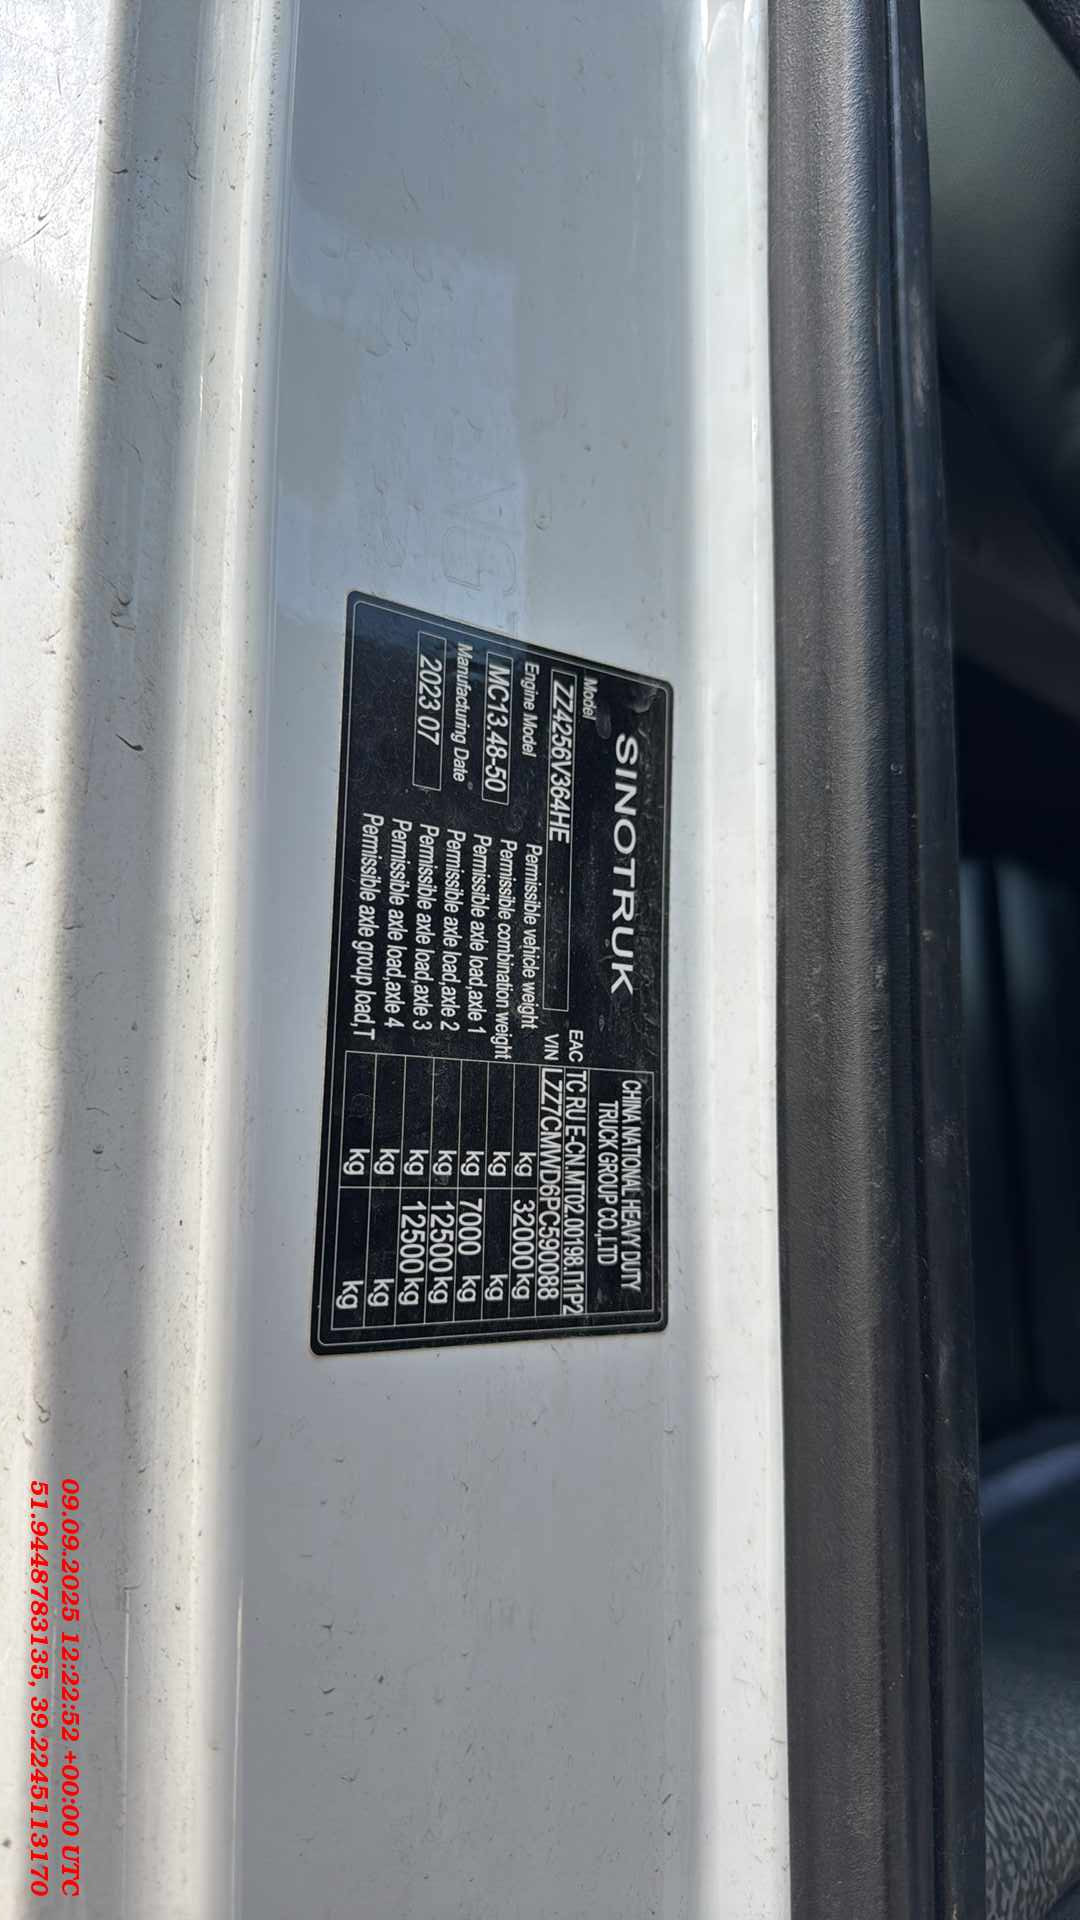 SINOTRUK
CHINA NATIONAL HEAVY DUTY
TRUCK GROUP CO.,LTD
Model
ZZ4256V364HE
EAC TC RU E-CN.MT02.00198.П1P2
VIN LZZ7CMWD6PC590088
Engine Model
MC13.48-50
Manufacturing Date
2023 07
Permissible vehicle weight kg 32000 kg
Permissible combination weight kg kg
Permissible axle load,axle 1 kg 7000 kg
Permissible axle load,axle 2 kg 12500 kg
Permissible axle load,axle 3 kg 12500 kg
Permissible axle load,axle 4 kg kg
Permissible axle group load,T kg kg
09.09.2025 12:22:52 +00:00 UTC
51.9448783135, 39.2245113170